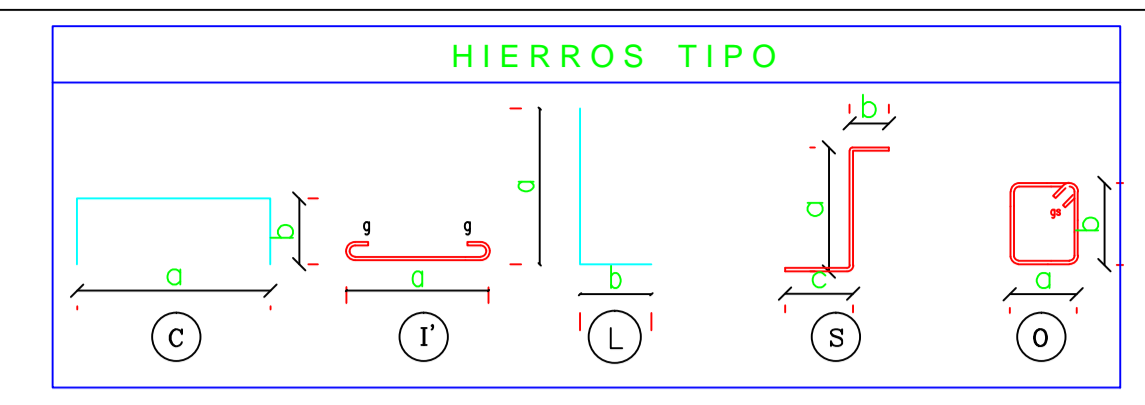 HIERROS TIPO
a b
g g a
a b
b a c
gs b a
C I' L S O